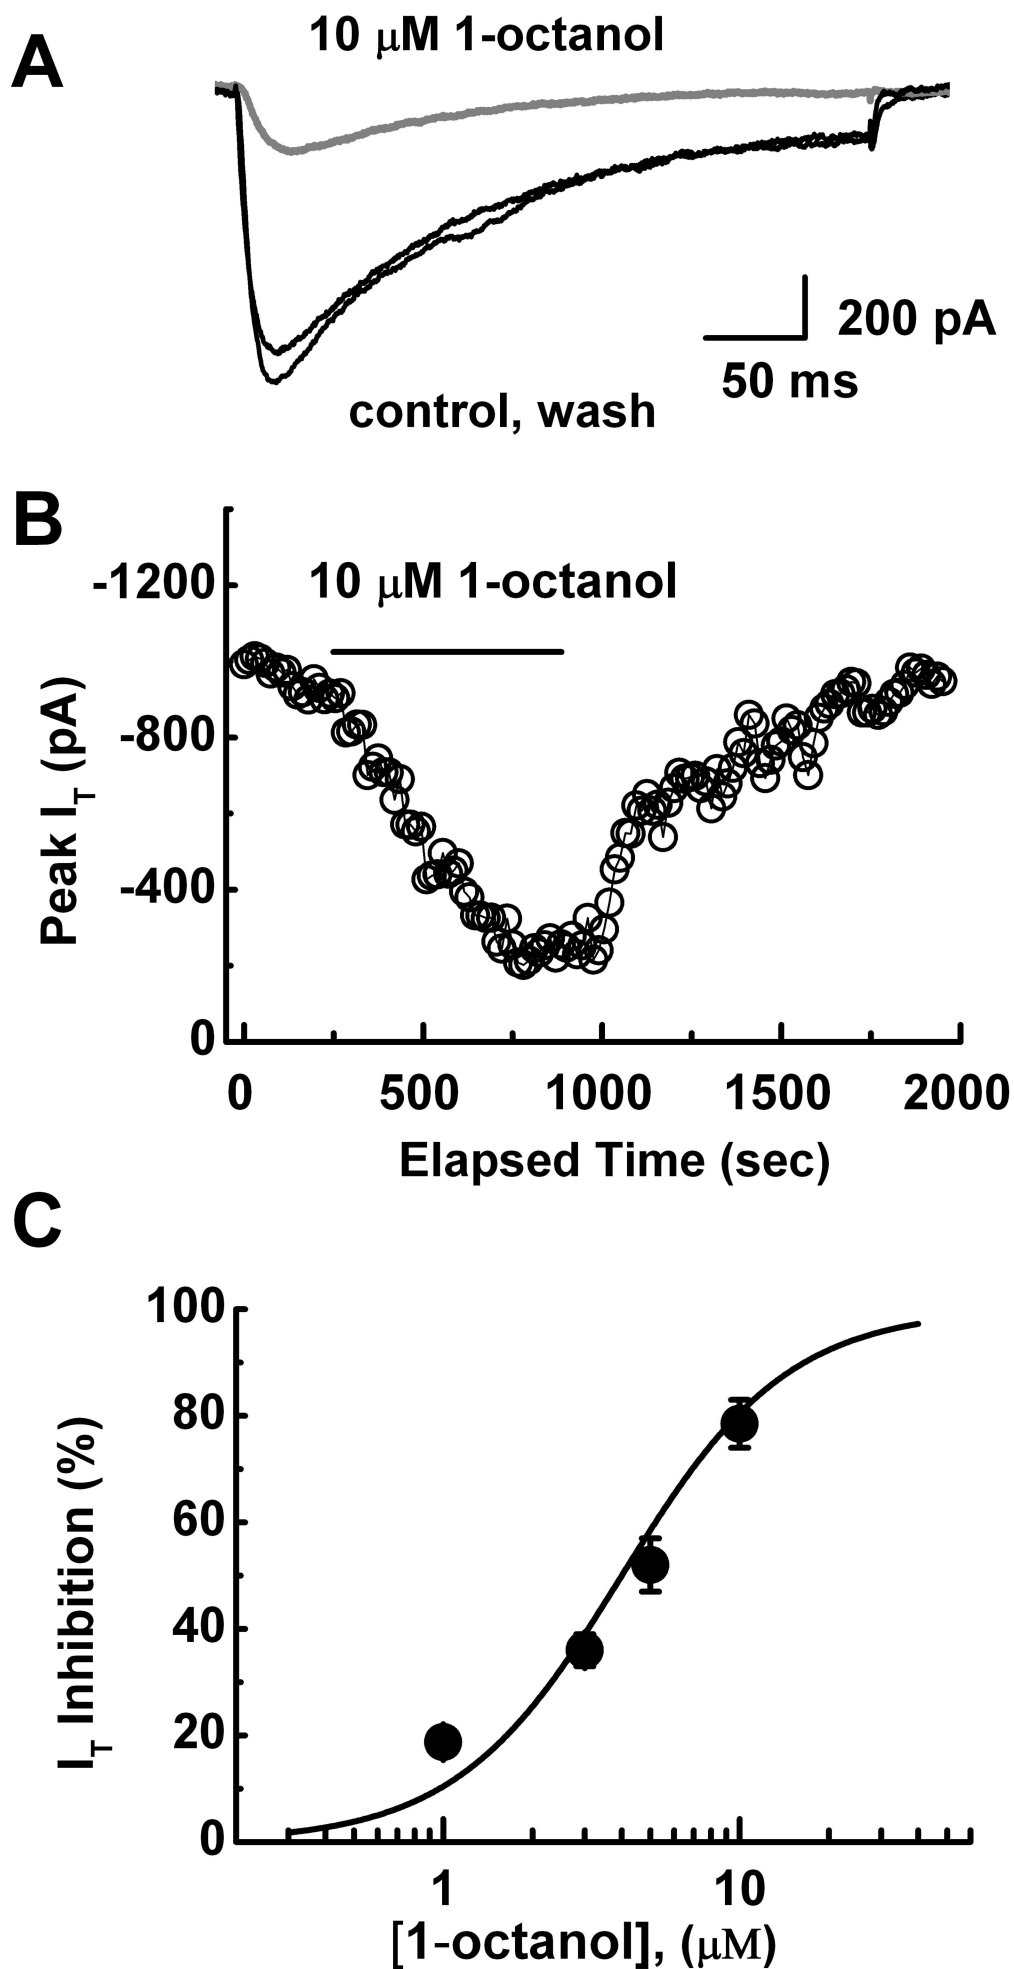 A
10 μM 1-octanol
200 pA
50 ms
control, wash
B
-1200
10 μM 1-octanol
-800
-400
0
Peak I_T (pA)
0 500 1000 1500 2000
Elapsed Time (sec)
C
100
80
60
40
20
0
I_T Inhibition (%)
1 10
[1-octanol], (μM)